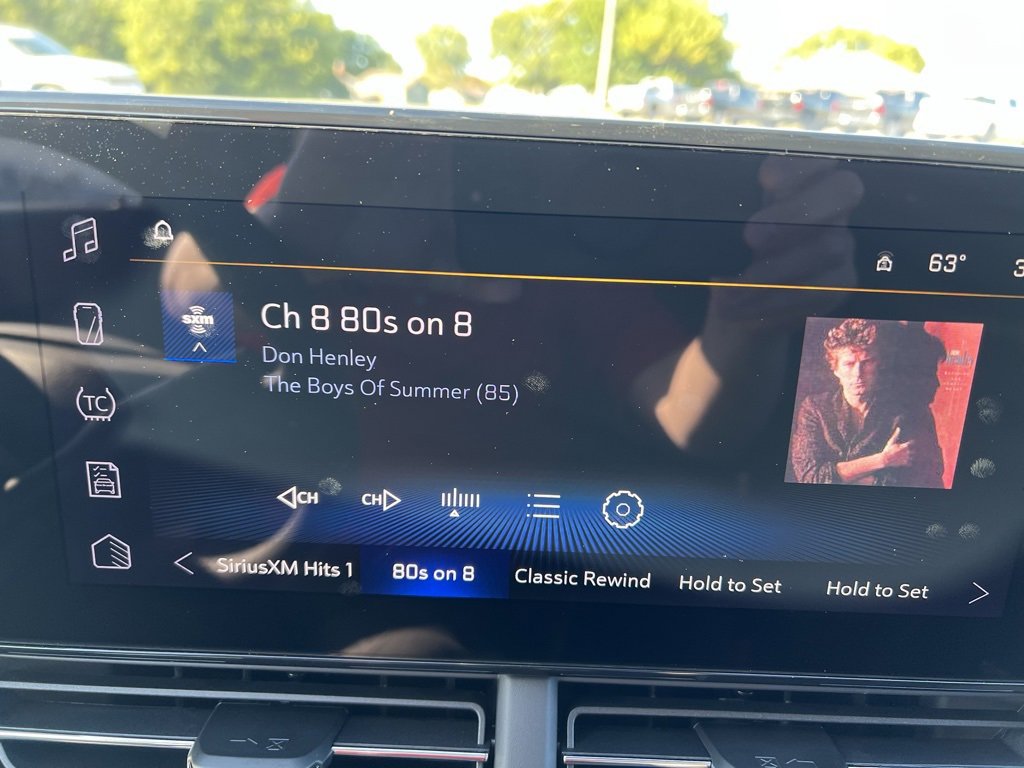 63°
3
sxm
Ch 8 80s on 8
Don Henley
The Boys Of Summer (85)
TC
CH
CH
SiriusXM Hits 1
80s on 8
Classic Rewind
Hold to Set
Hold to Set